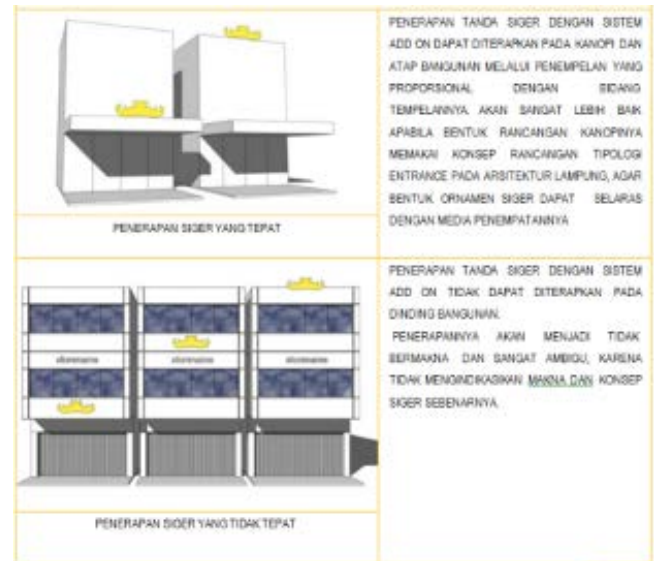 PENERAPAN TANDA SIGER DENGAN SISTEM
ADD ON DAPAT DITERAPKAN PADA KANOPI DAN
ATAP BANGUNAN MELALUI PENEMPELAN YANG
PROPORSIONAL DENGAN BIDANG
TEMPELANNYA. AKAN SANGAT LEBIH BAIK
APABILA BENTUK RANCANGAN KANOPINYA
MEMAKAI KONSEP RANCANGAN TIPOLOGI
ENTRANCE PADA ARSITEKTUR LAMPUNG, AGAR
BENTUK ORNAMEN SIGER DAPAT SELARAS
DENGAN MEDIA PENEMPATANNYA
PENERAPAN SIGER YANG TEPAT
PENERAPAN TANDA SIGER DENGAN SISTEM
ADD ON TIDAK DAPAT DITERAPKAN PADA
DINDING BANGUNAN.
PENERAPANNYA AKAN MENJADI TIDAK
BERMAKNA DAN SANGAT AMBIGU, KARENA
TIDAK MENGINDIKASIKAN MAKNA DAN KONSEP
SIGER SEBENARNYA.
PENERAPAN SIGER YANG TIDAK TEPAT